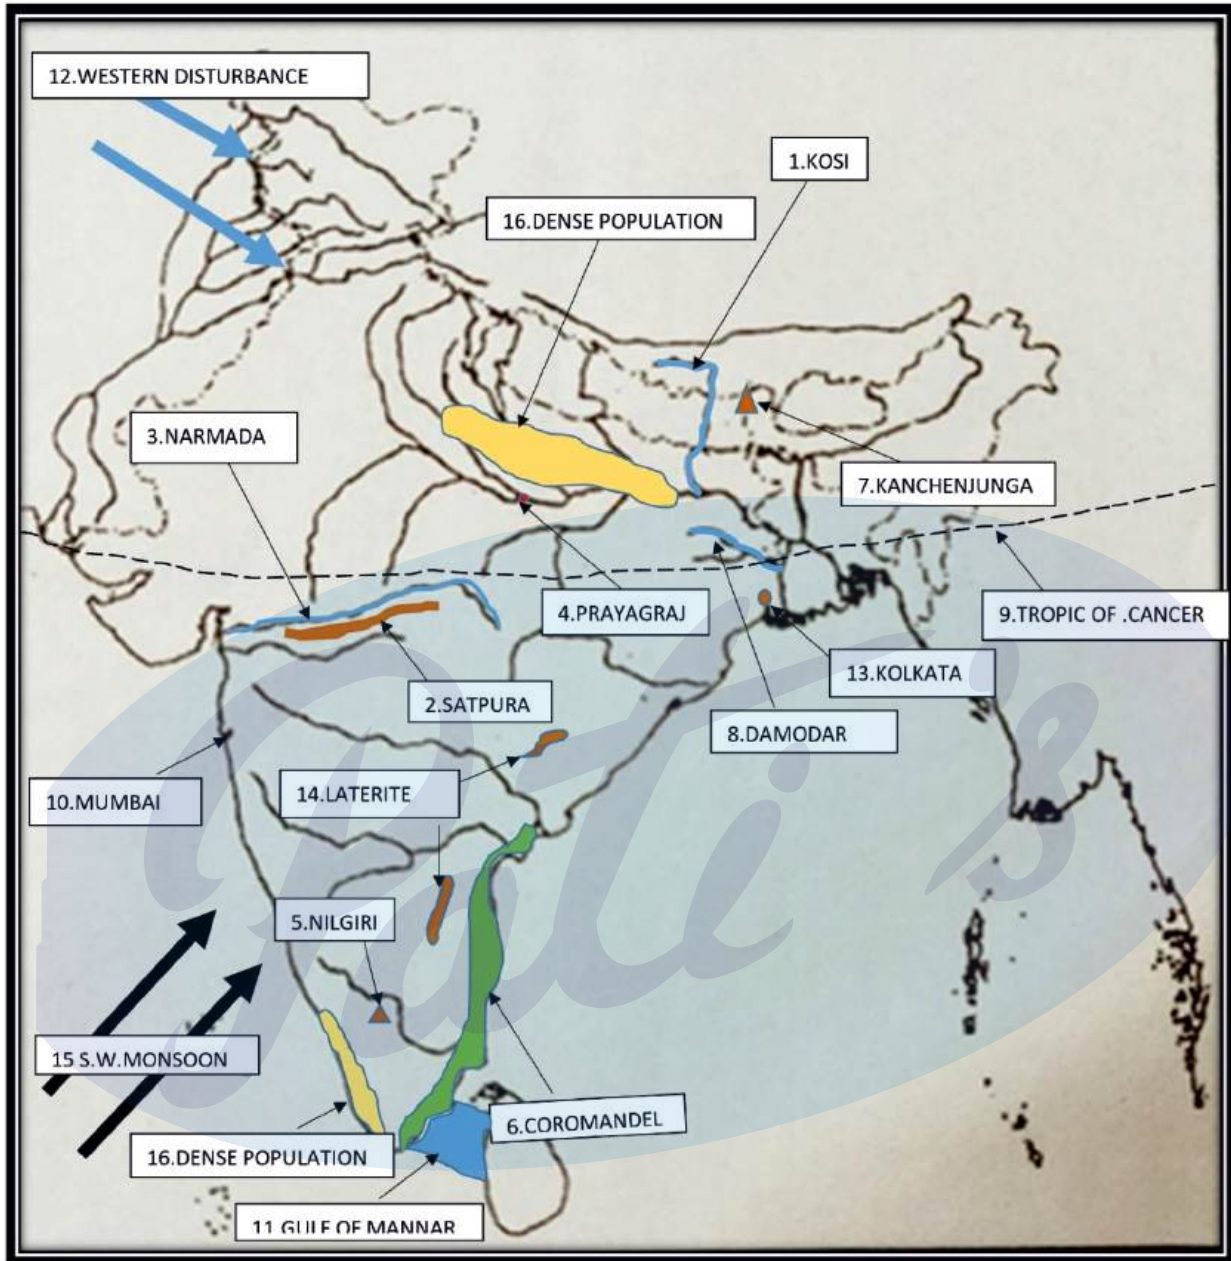 12.WESTERN DISTURBANCE
1.KOSI
16.DENSE POPULATION
3.NARMADA
7.KANCHENJUNGA
4.PRAYAGRAJ
9.TROPIC OF .CANCER
13.KOLKATA
2.SATPURA
8.DAMODAR
14.LATERITE
10.MUMBAI
5.NILGIRI
15 S.W.MONSOON
6.COROMANDEL
16.DENSE POPULATION
11 GULF OF MANNAR
Pati's